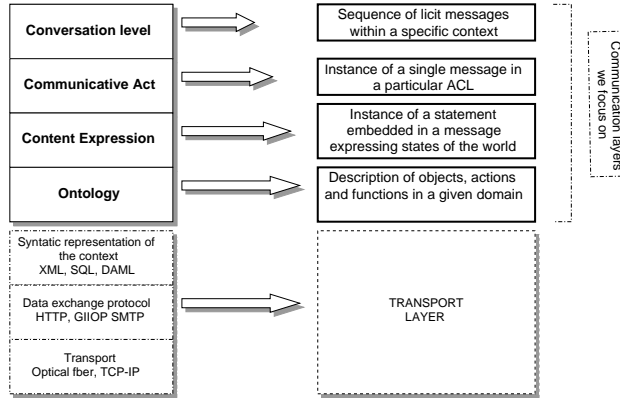 Conversation level
Sequence of licit messages
within a specific context
Communicative Act
Instance of a single message in
a particular ACL
Content Expression
Instance of a statement
embedded in a message
expressing states of the world
Ontology
Description of objects, actions
and functions in a given domain
Communication layers
we focus on
Syntatic representation of
the context
XML, SQL, DAML
Data exchange protocol
HTTP, GIIOP SMTP
Transport
Optical fber, TCP-IP
TRANSPORT
LAYER